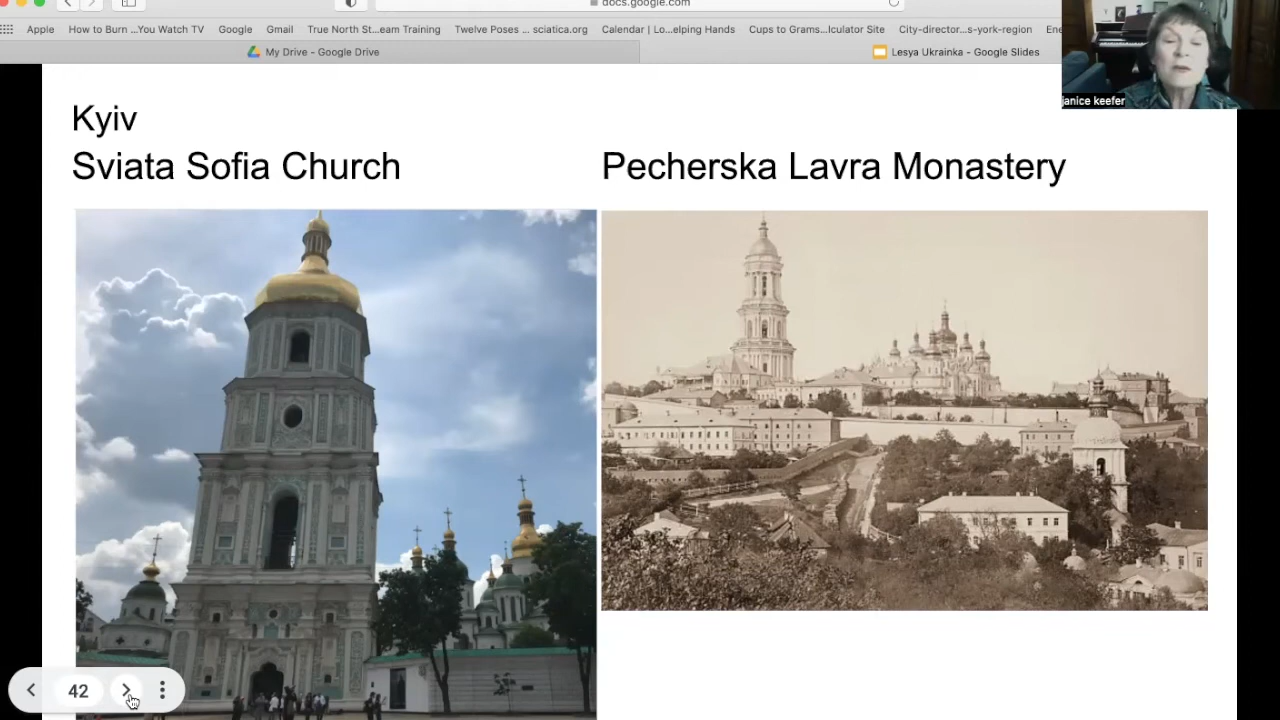 docs.google.com
Apple
How to Burn ...You Watch TV
Google
Gmail
True North St...eam Training
Twelve Poses ... sciatica.org
Calendar | Lo...elping Hands
Cups to Grams...lculator Site
City-director...s-york-region
Ene
My Drive - Google Drive
Lesya Ukrainka - Google Slides
janice keefer
Kyiv
Sviata Sofia Church
Pecherska Lavra Monastery
42